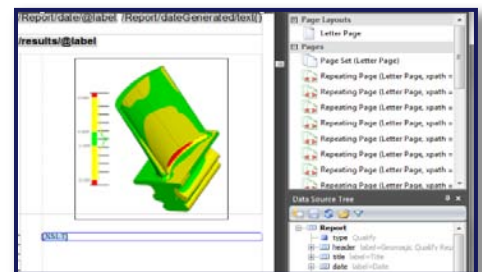 /Report/date/@label /Report/dateGenerated/text()
/results/@label
[XSLT]
Page Layouts
Letter Page
Pages
Page Set (Letter Page)
Repeating Page (Letter Page, xpath =
Repeating Page (Letter Page, xpath =
Repeating Page (Letter Page, xpath =
Repeating Page (Letter Page, xpath =
Repeating Page (Letter Page, xpath =
Repeating Page (Letter Page, xpath =
Repeating Page (Letter Page, xpath =
Data Source Tree
Report
type Qualify
header label=Geomagic Qualify Rep
title label=Title
date label=Date